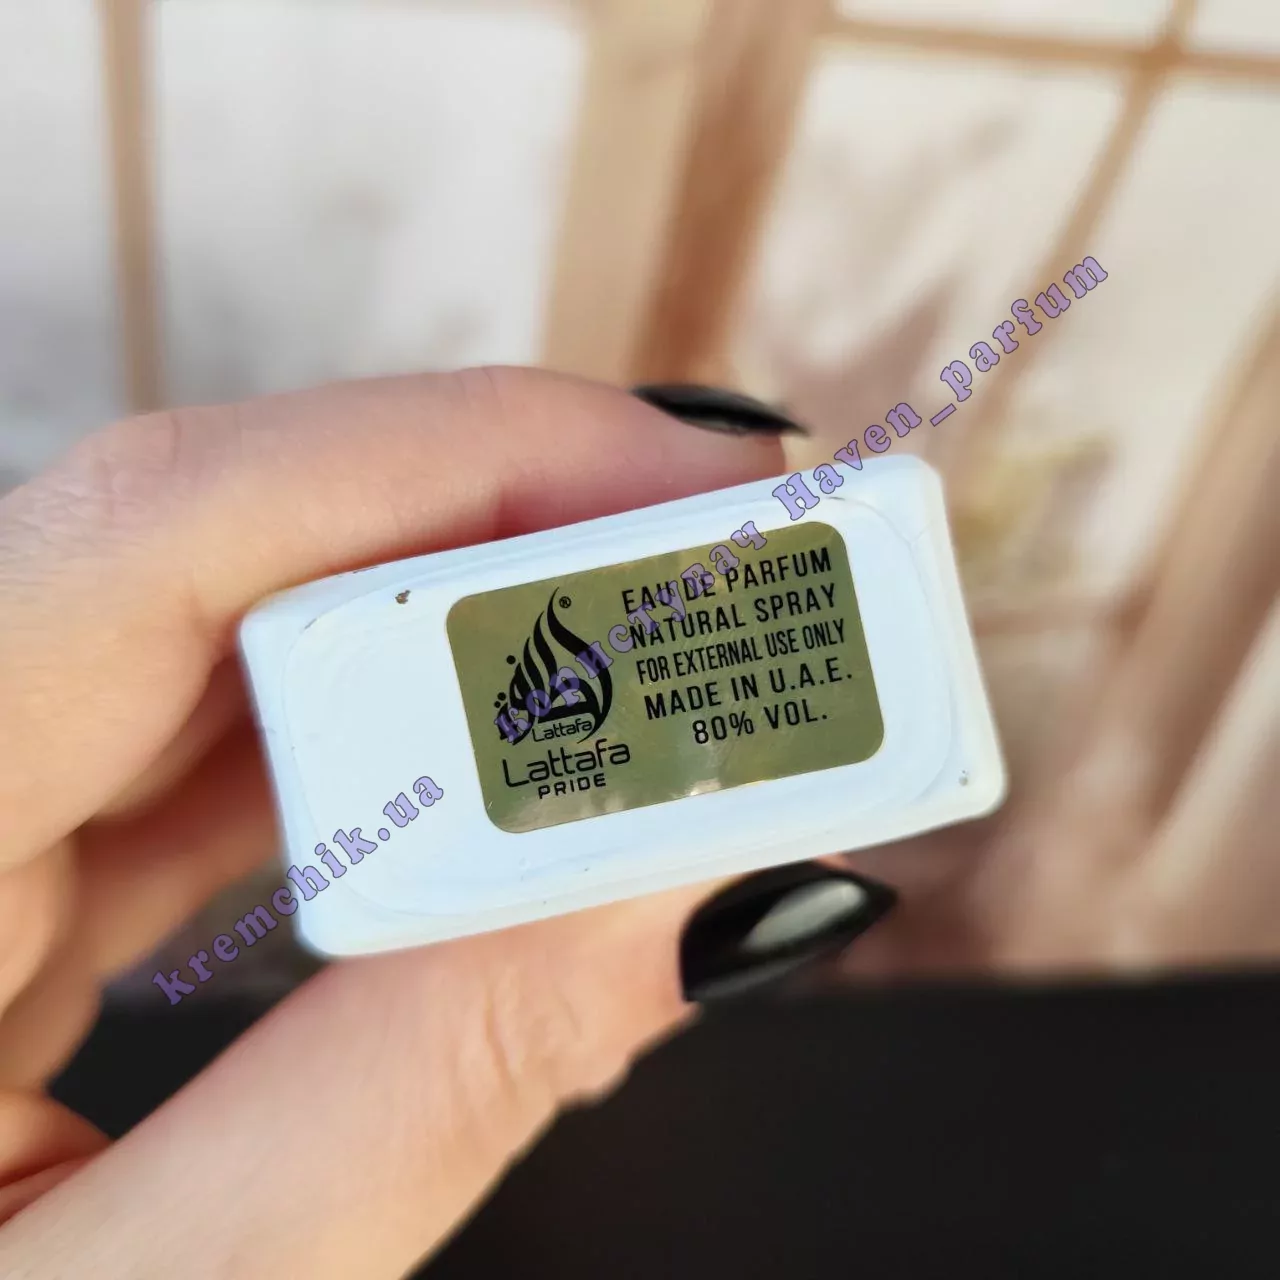 EAU DE PARFUM
NATURAL SPRAY
FOR EXTERNAL USE ONLY
MADE IN U.A.E.
80% VOL.
®
Lattafa
Lattafa
PRIDE
kremchik.ua користувач Haven_parfum